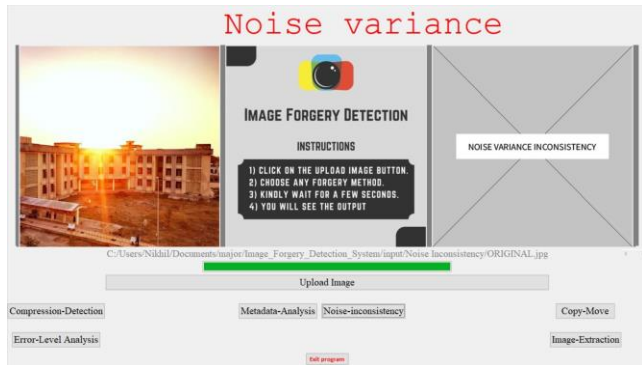 Noise variance
IMAGE FORGERY DETECTION
INSTRUCTIONS
1) CLICK ON THE UPLOAD IMAGE BUTTON.
2) CHOOSE ANY FORGERY METHOD.
3) KINDLY WAIT FOR A FEW SECONDS.
4) YOU WILL SEE THE OUTPUT
NOISE VARIANCE INCONSISTENCY
C:/Users/Nikhil/Documents/major/Image_Forgery_Detection_System/input/Noise Inconsistency/ORIGINAL.jpg
Upload Image
Compression-Detection
Metadata-Analysis
Noise-inconsistency
Copy-Move
Error-Level Analysis
Image-Extraction
Exit program